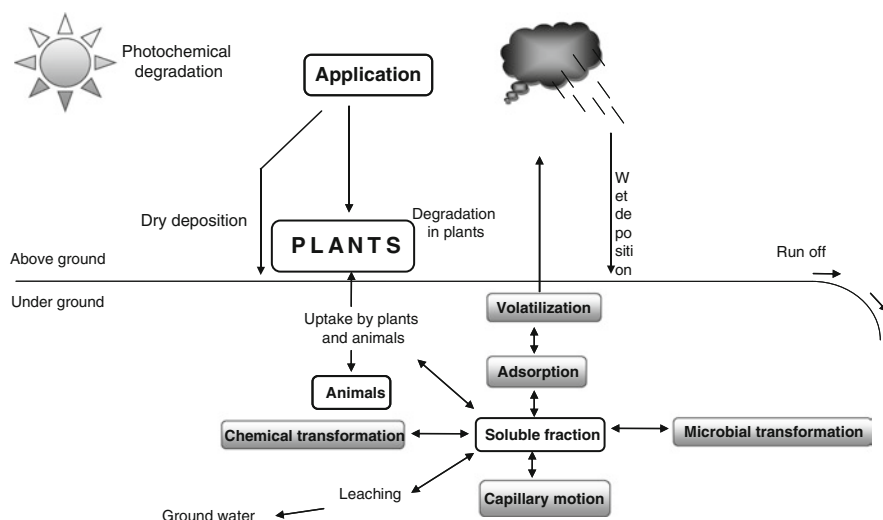 Photochemical
degradation
Application
Dry deposition
PLANTS
Degradation
in plants
W
et
de
po
siti
on
Above ground
Run off
Under ground
Volatilization
Uptake by plants
and animals
Adsorption
Animals
Chemical transformation
Soluble fraction
Microbial transformation
Leaching
Capillary motion
Ground water